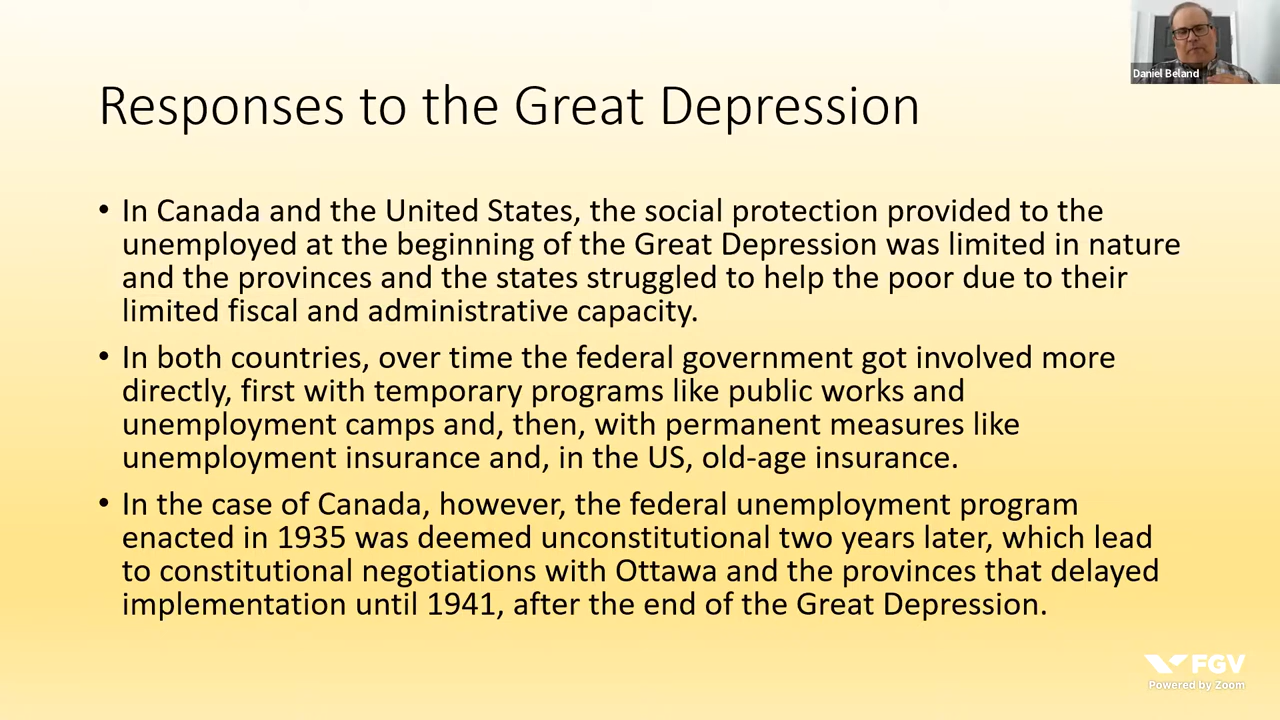 Daniel Beland
Responses to the Great Depression
• In Canada and the United States, the social protection provided to the
unemployed at the beginning of the Great Depression was limited in nature
and the provinces and the states struggled to help the poor due to their
limited fiscal and administrative capacity.
• In both countries, over time the federal government got involved more
directly, first with temporary programs like public works and
unemployment camps and, then, with permanent measures like
unemployment insurance and, in the US, old-age insurance.
• In the case of Canada, however, the federal unemployment program
enacted in 1935 was deemed unconstitutional two years later, which lead
to constitutional negotiations with Ottawa and the provinces that delayed
implementation until 1941, after the end of the Great Depression.
FGV
Powered by Zoom